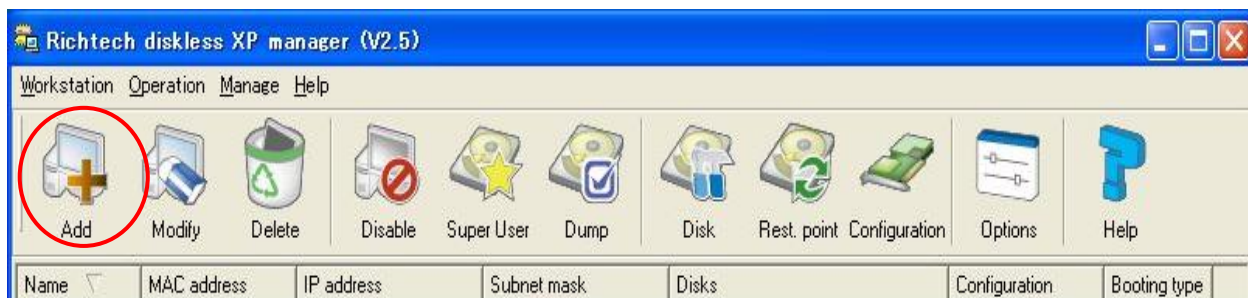 Richtech diskless XP manager (V2.5)
Workstation Operation Manage Help
Add Modify Delete Disable Super User Dump Disk Rest. point Configuration Options Help
Name MAC address IP address Subnet mask Disks Configuration Booting type